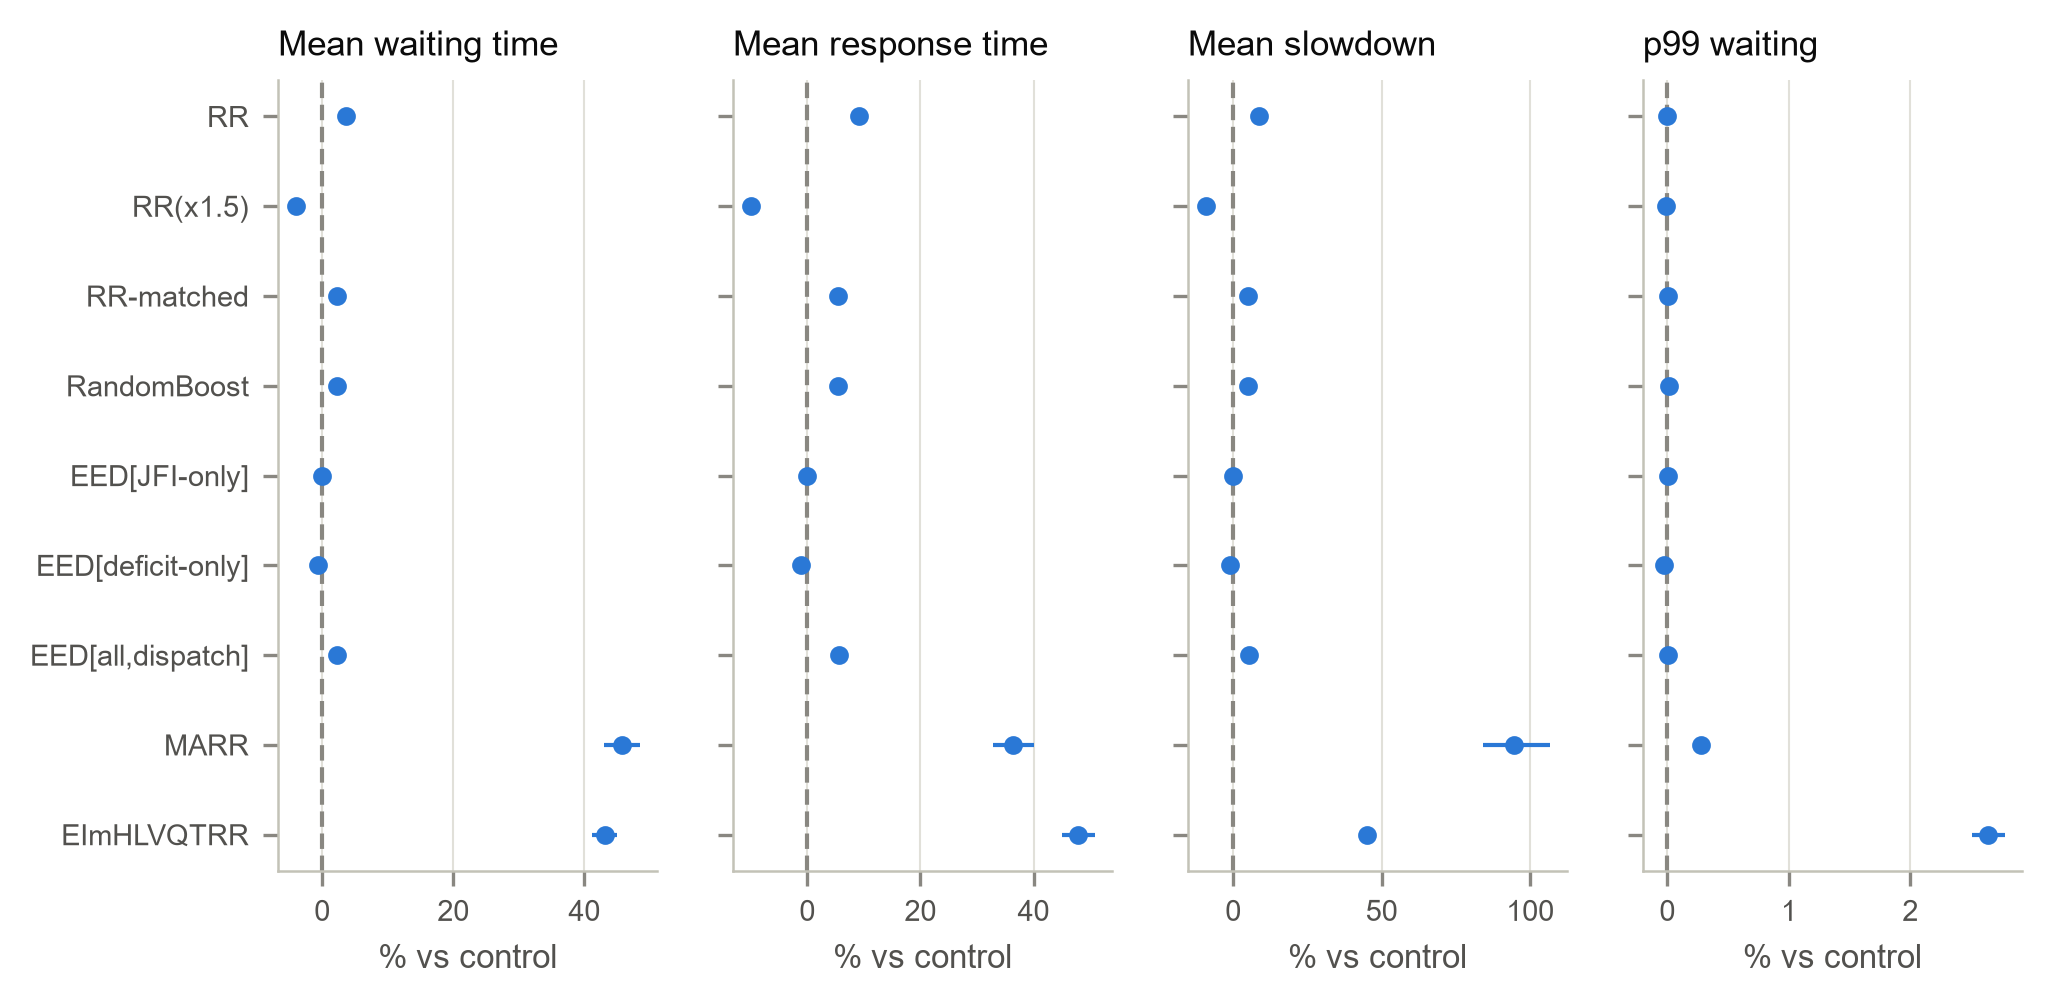 Mean waiting time
Mean response time
Mean slowdown
p99 waiting
RR
RR(x1.5)
RR-matched
RandomBoost
EED[JFI-only]
EED[deficit-only]
EED[all,dispatch]
MARR
EImHLVQTRR
0 20 40
0 20 40
0 50 100
0 1 2
% vs control
% vs control
% vs control
% vs control